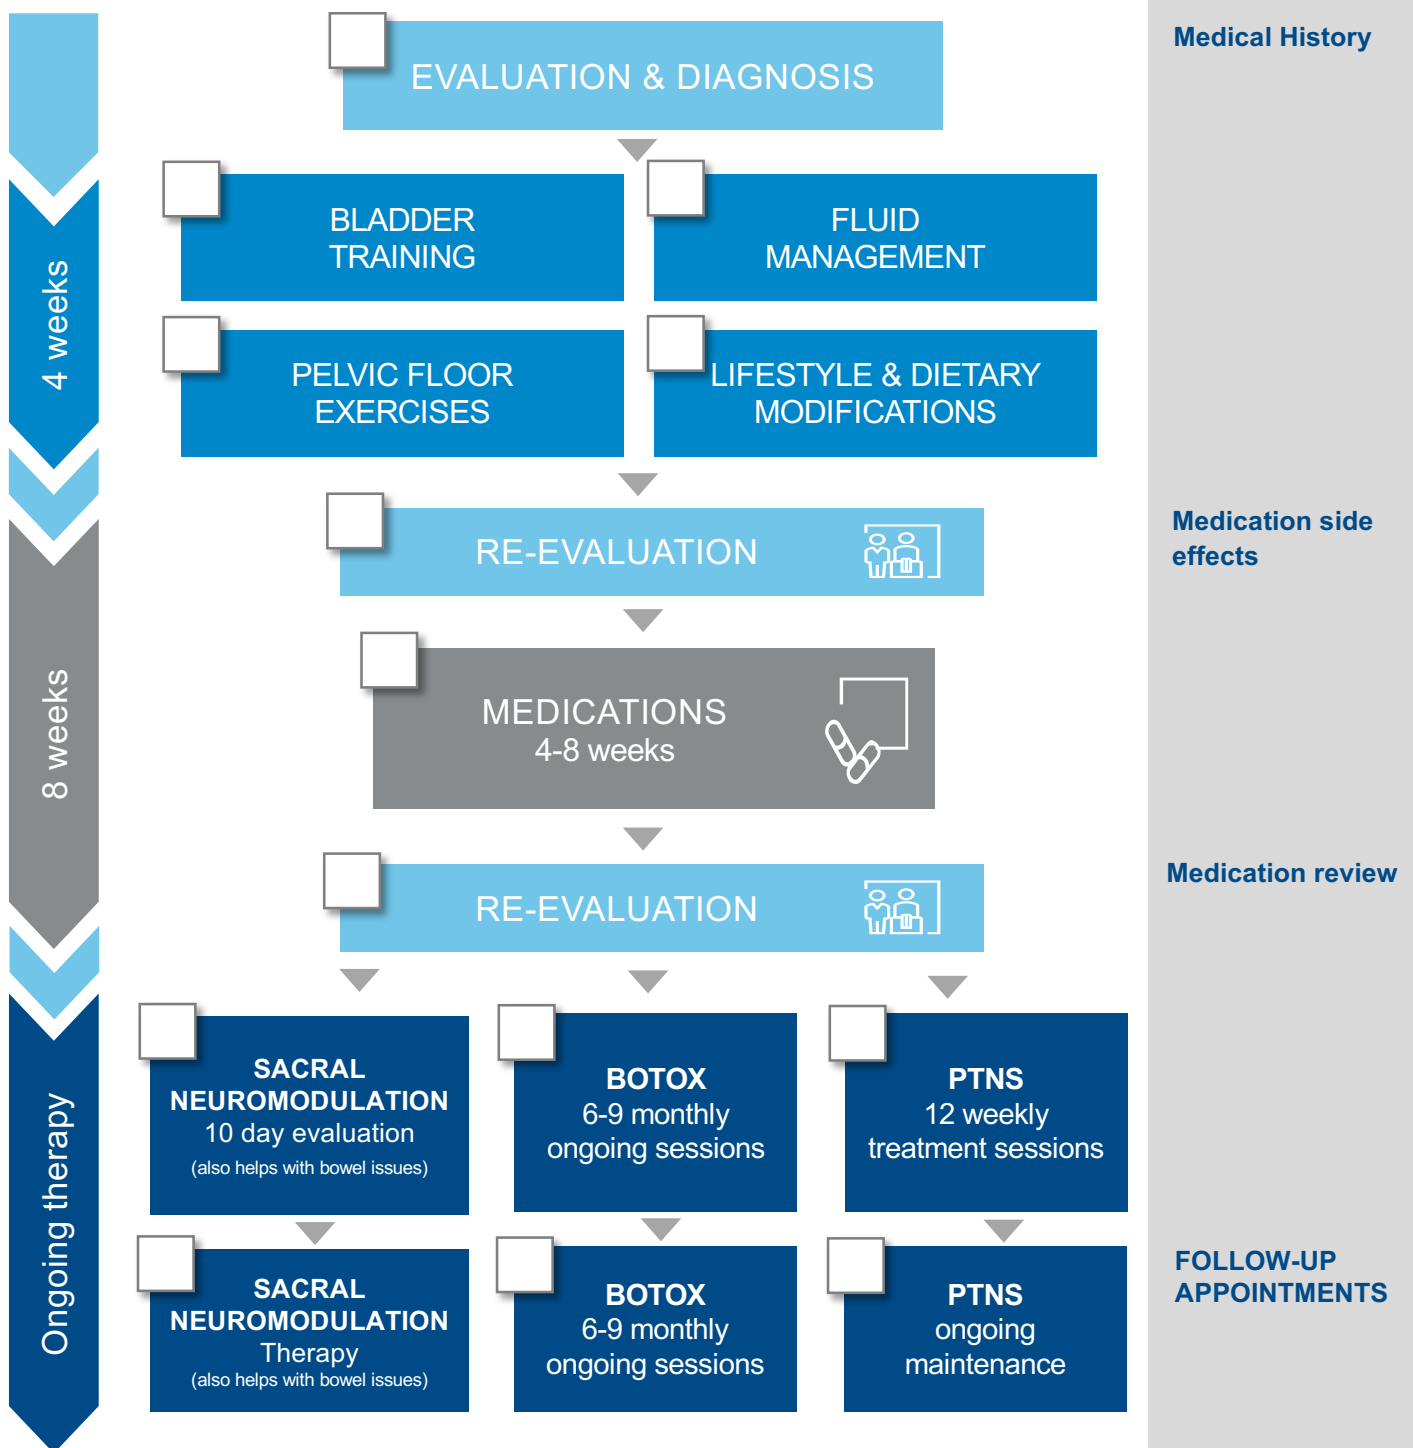 Medical History
EVALUATION & DIAGNOSIS
4 weeks
BLADDER
TRAINING
FLUID
MANAGEMENT
PELVIC FLOOR
EXERCISES
LIFESTYLE & DIETARY
MODIFICATIONS
RE-EVALUATION
Medication side
effects
8 weeks
MEDICATIONS
4-8 weeks
RE-EVALUATION
Medication review
Ongoing therapy
SACRAL
NEUROMODULATION
10 day evaluation
(also helps with bowel issues)
BOTOX
6-9 monthly
ongoing sessions
PTNS
12 weekly
treatment sessions
SACRAL
NEUROMODULATION
Therapy
(also helps with bowel issues)
BOTOX
6-9 monthly
ongoing sessions
PTNS
ongoing
maintenance
FOLLOW-UP
APPOINTMENTS